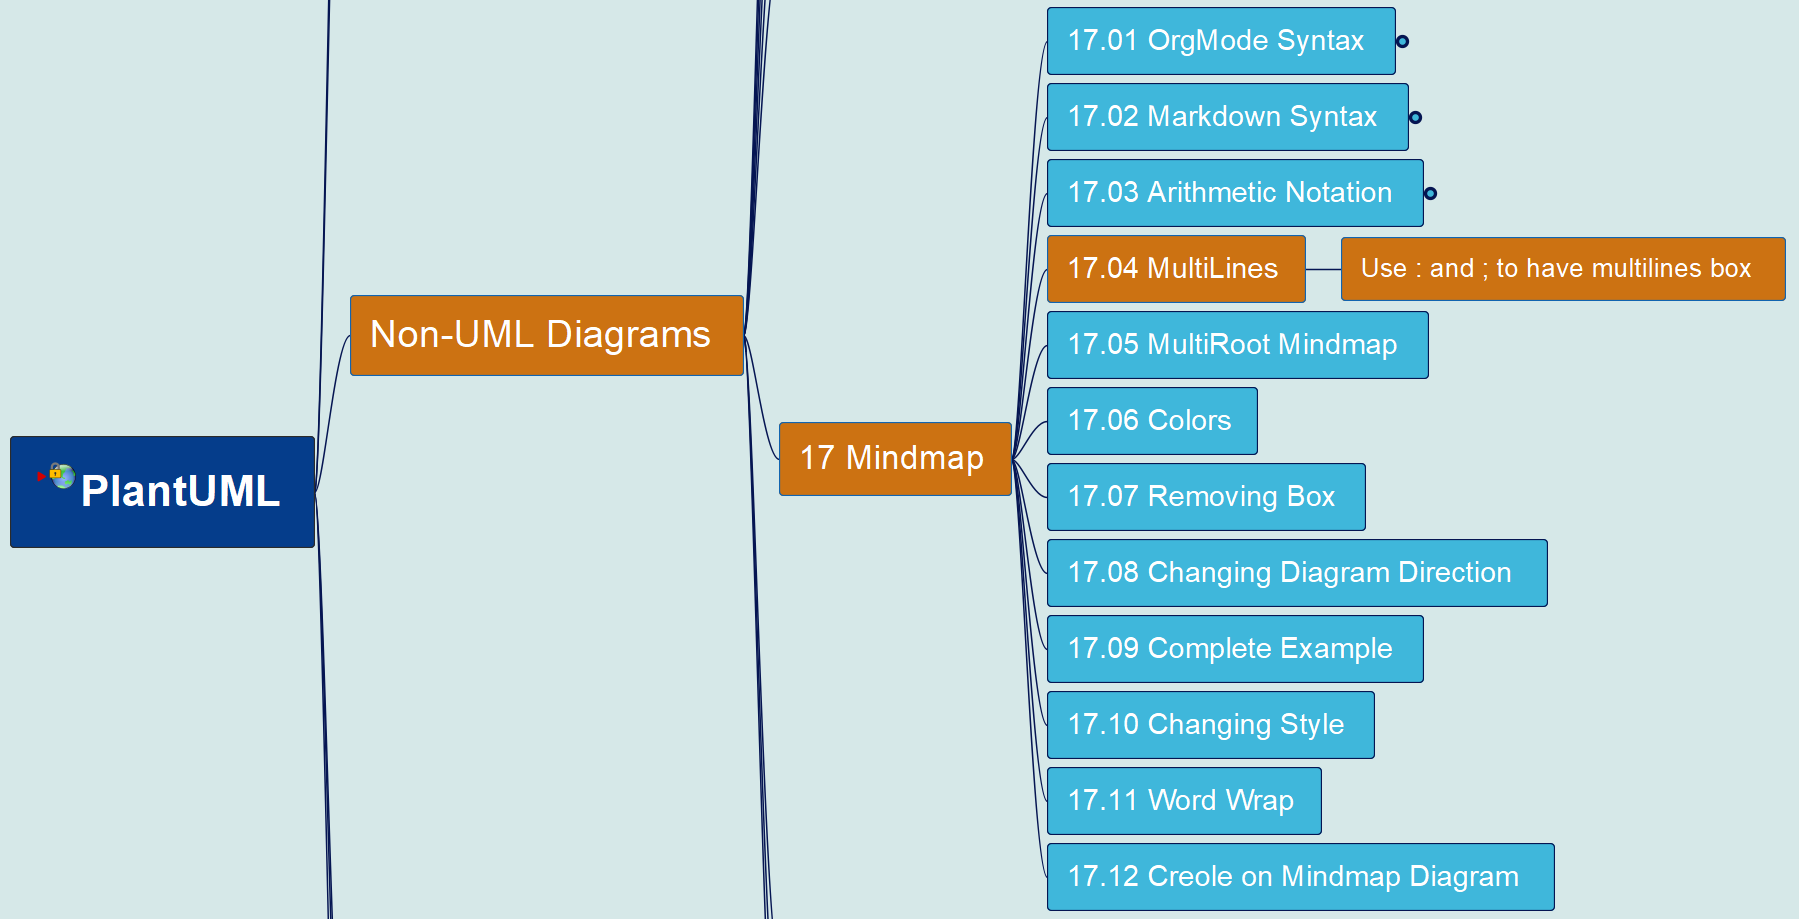 PlantUML
Non-UML Diagrams
17 Mindmap
17.01 OrgMode Syntax
17.02 Markdown Syntax
17.03 Arithmetic Notation
17.04 MultiLines
Use : and ; to have multilines box
17.05 MultiRoot Mindmap
17.06 Colors
17.07 Removing Box
17.08 Changing Diagram Direction
17.09 Complete Example
17.10 Changing Style
17.11 Word Wrap
17.12 Creole on Mindmap Diagram